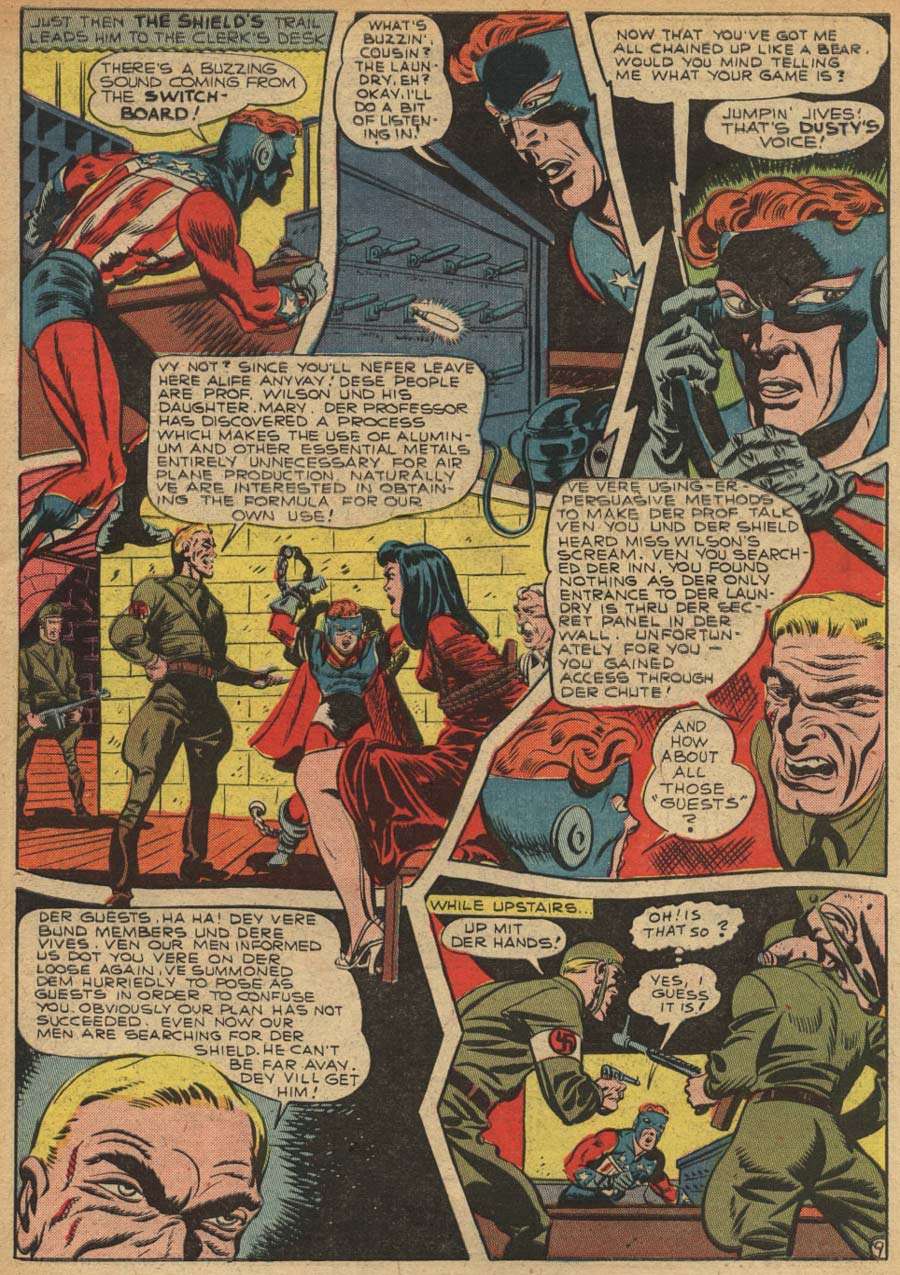 JUST THEN THE SHIELD'S TRAIL
LEADS HIM TO THE CLERK'S DESK
THERE'S A BUZZING
SOUND COMING FROM
THE SWITCH-
BOARD!
WHAT'S
BUZZIN',
COUSIN?
THE LAUN-
DRY, EH?
OKAY, I'LL
DO A BIT
OF LISTEN-
ING IN!
NOW THAT YOU'VE GOT ME
ALL CHAINED UP LIKE A BEAR,
WOULD YOU MIND TELLING
ME WHAT YOUR GAME IS?
JUMPIN' JIVES!
THAT'S DUSTY'S
VOICE!
VY NOT? SINCE YOU'LL NEFER LEAVE
HERE ALIFE ANYVAY! DESE PEOPLE
ARE PROF. WILSON UND HIS
DAUGHTER, MARY. DER PROFESSOR
HAS DISCOVERED A PROCESS
WHICH MAKES THE USE OF ALUMIN-
UM AND OTHER ESSENTIAL METALS
ENTIRELY UNNECESSARY FOR AIR
PLANE PRODUCTION, NATURALLY
VE ARE INTERESTED IN OBTAIN-
ING THE FORMULA FOR OUR
OWN USE!
VE VERE USING-ER-
PERSUASIVE METHODS
TO MAKE DER PROF. TALK
VEN YOU UND DER SHIELD
HEARD MISS WILSON'S
SCREAM. VEN YOU SEARCH-
ED DER INN, YOU FOUND
NOTHING AS DER ONLY
ENTRANCE TO DER LAUN-
DRY IS THRU DER SEC-
RET PANEL IN DER
WALL. UNFORTUN-
ATELY FOR YOU -
YOU GAINED
ACCESS THROUGH
DER CHUTE!
AND
HOW
ABOUT
ALL
THOSE
"GUESTS"
?
DER GUESTS, HA HA! DEY VERE
BUND MEMBERS UND DERE
VIVES. VEN OUR MEN INFORMED
US DOT YOU VERE ON DER
LOOSE AGAIN, VE SUMMONED
DEM HURRIEDLY TO POSE AS
GUESTS IN ORDER TO CONFUSE
YOU. OBVIOUSLY OUR PLAN HAS NOT
SUCCEEDED. EVEN NOW OUR
MEN ARE SEARCHING FOR DER
SHIELD. HE CAN'T
BE FAR AVAY.
DEY VILL GET
HIM!
WHILE UPSTAIRS...
UP MIT
DER HANDS!
OH! IS
THAT SO?
YES, I
GUESS
IT IS!
9